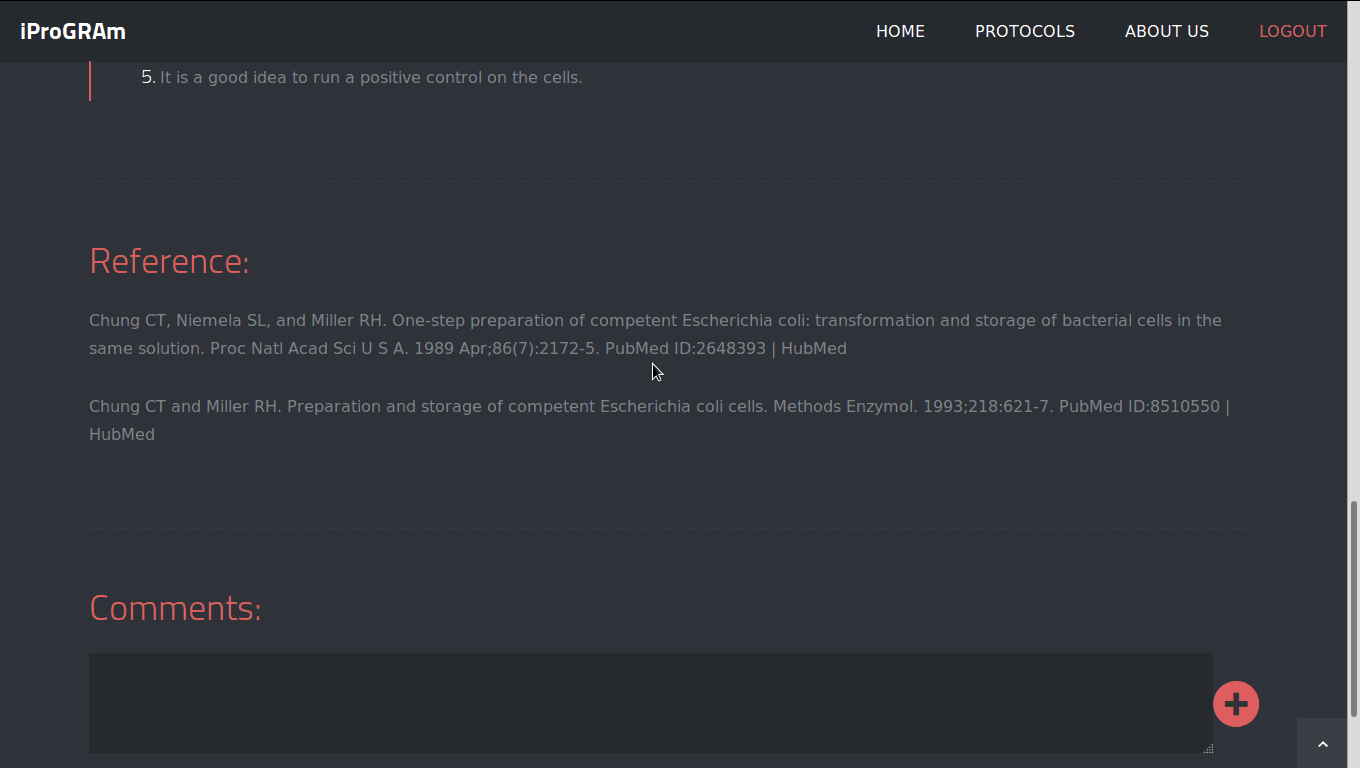 iProGRAm HOME PROTOCOLS ABOUT US LOGOUT
5. It is a good idea to run a positive control on the cells.
Reference:
Chung CT, Niemela SL, and Miller RH. One-step preparation of competent Escherichia coli: transformation and storage of bacterial cells in the
same solution. Proc Natl Acad Sci U S A. 1989 Apr;86(7):2172-5. PubMed ID:2648393 | HubMed
Chung CT and Miller RH. Preparation and storage of competent Escherichia coli cells. Methods Enzymol. 1993;218:621-7. PubMed ID:8510550 |
HubMed
Comments: